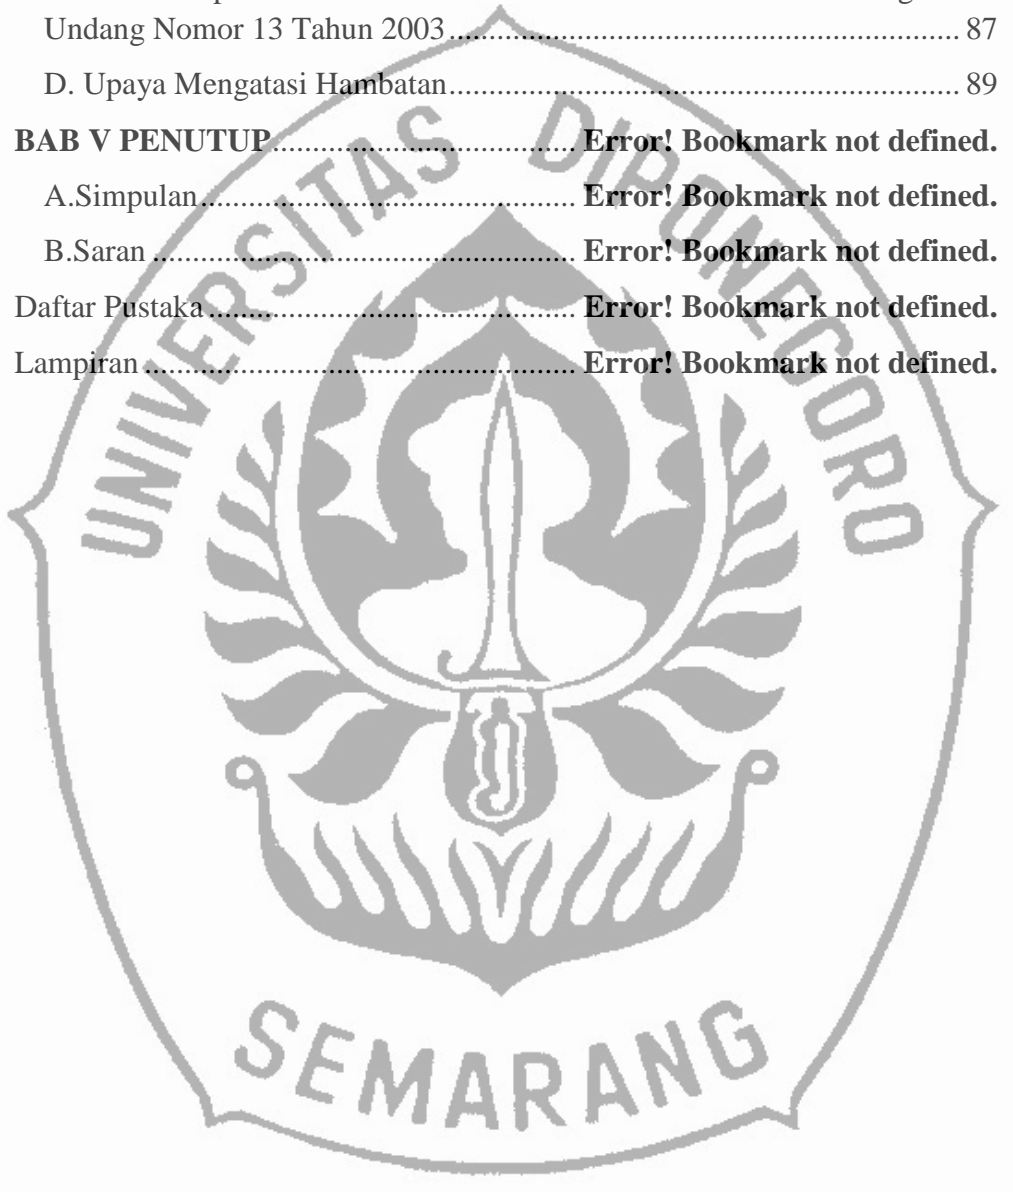 Undang Nomor 13 Tahun 2003 ........ 87
D. Upaya Mengatasi Hambatan ........ 89
BAB V PENUTUP ........ Error! Bookmark not defined.
A.Simpulan ........ Error! Bookmark not defined.
B.Saran ........ Error! Bookmark not defined.
Daftar Pustaka ........ Error! Bookmark not defined.
Lampiran ........ Error! Bookmark not defined.
UNIVERSITAS DIPONEGORO
SEMARANG